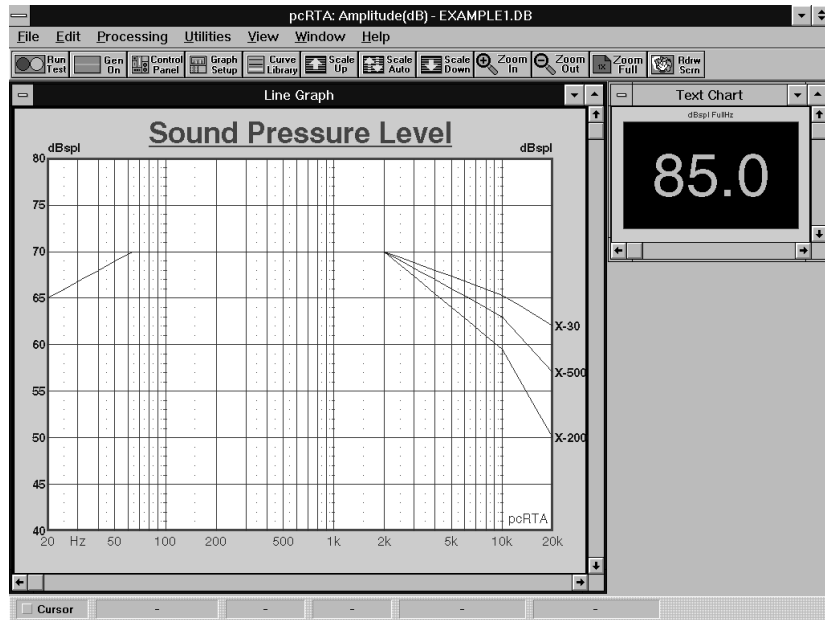 pcRTA: Amplitude(dB) - EXAMPLE1.DB
File Edit Processing Utilities View Window Help
Run Test Gen On Control Panel Graph Setup Curve Library Scale Up Scale Auto Scale Down Zoom In Zoom Out Zoom Full Rdrw Scrn
Line Graph
Sound Pressure Level
dBspl dBspl
80
75
70
65
60
55
50
45
40
X-30
X-500
X-200
pcRTA
20 Hz 50 100 200 500 1k 2k 5k 10k 20k
Text Chart
dBspl FullHz
85.0
Cursor - - - - -